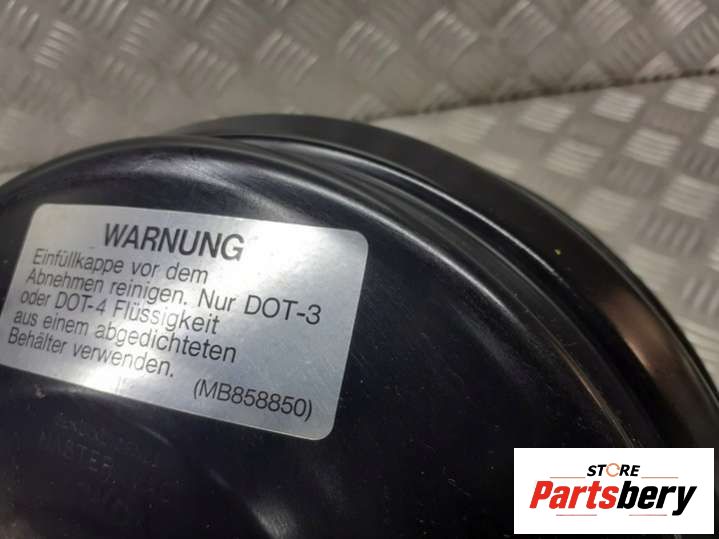 WARNUNG
Einfüllkappe vor dem
Abnehmen reinigen. Nur DOT-3
oder DOT-4 Flüssigkeit
aus einem abgedichteten
Behälter verwenden.
(MB858850)
MASTER
STORE
Partsbery